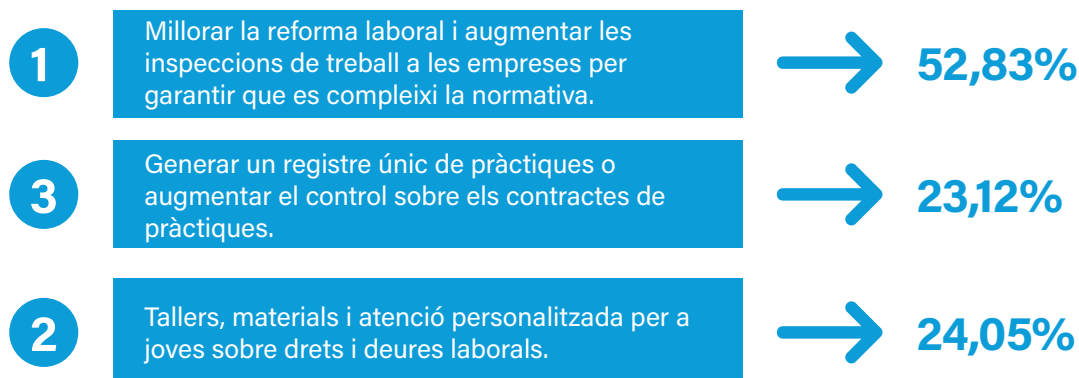 1
Millorar la reforma laboral i augmentar les
inspeccions de treball a les empreses per
garantir que es compleixi la normativa.
52,83%
3
Generar un registre únic de pràctiques o
augmentar el control sobre els contractes de
pràctiques.
23,12%
2
Tallers, materials i atenció personalitzada per a
joves sobre drets i deures laborals.
24,05%